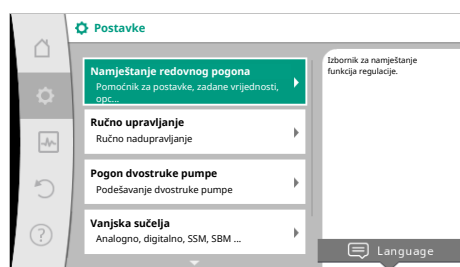 Postavke
Namještanje redovnog pogona
Pomoćnik za postavke, zadane vrijednosti,
opc...
Ručno upravljanje
Ručno nadupravljanje
Pogon dvostruke pumpe
Podešavanje dvostruke pumpe
Vanjska sučelja
Analogno, digitalno, SSM, SBM ...
Izbornik za namještanje
funkcija regulacije.
Language